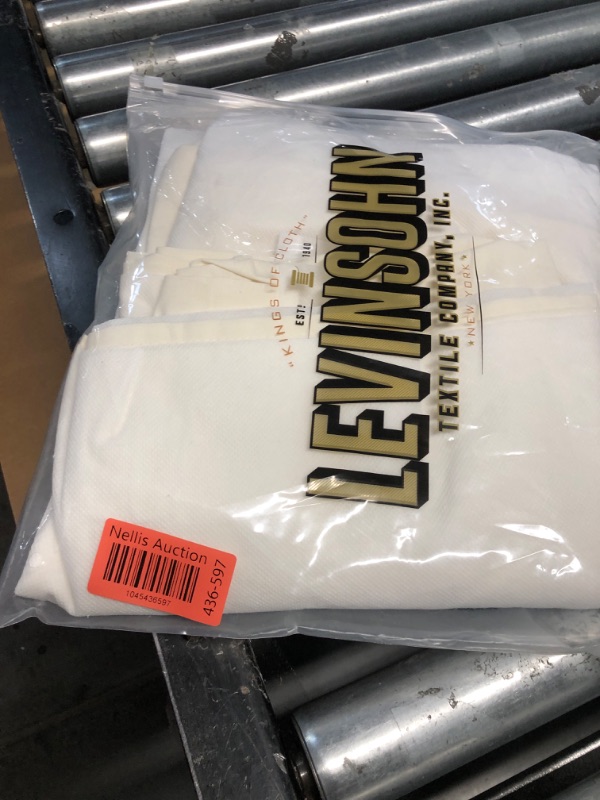 "KINGS OF CLOTH"
EST! 1940
LEVINSOHN
TEXTILE COMPANY, INC.
*NEW YORK*
Nellis Auction
1045436597
436-597